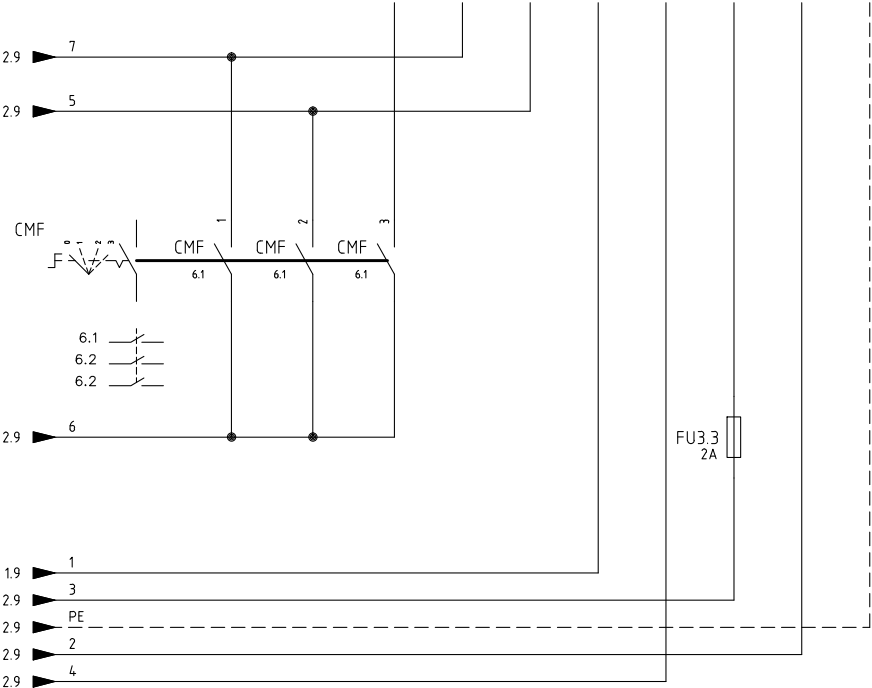 2.9 7
2.9 5
CMF
0 1 2 3
CMF 6.1
1
CMF 6.1
2
CMF 6.1
3
6.1
6.2
6.2
2.9 6
FU3.3
2A
1.9 1
2.9 3
2.9 PE
2.9 2
2.9 4